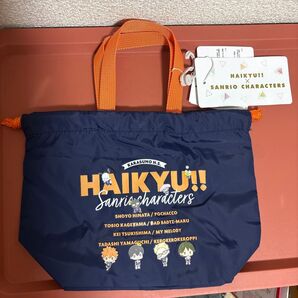 HAIKYU!!
×
SANRIO CHARACTERS
KARASUNO H.S.
HAIKYU!!
Sanrio characters
SHOYO HINATA / POCHACCO
TOBIO KAGEYAMA / BAD BADTZ-MARU
KEI TSUKISHIMA / MY MELODY
TADASHI YAMAGUCHI / KEROKEROKEROPPI